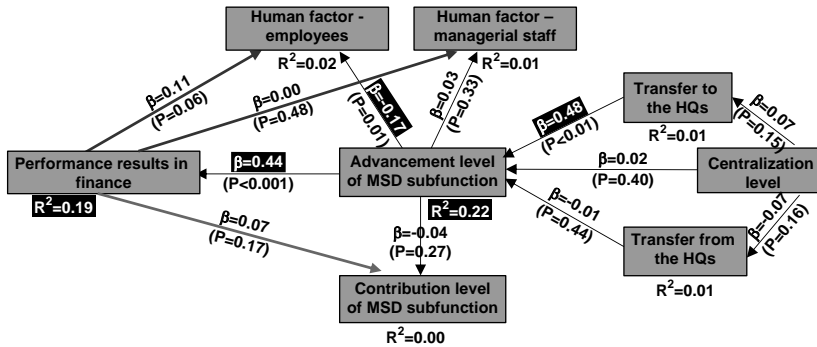 Human factor -
employees
R²=0.02
Human factor –
managerial staff
R²=0.01
β=0.11
(P=0.06)
β=0.00
(P=0.48)
β=-0.17
(P=0.01)
β=0.03
(P=0.33)
β=0.48
(P<0.01)
Transfer to
the HQs
R²=0.01
β=0.07
(P=0.15)
Performance results in
finance
R²=0.19
β=0.44
(P<0.001)
Advancement level
of MSD subfunction
R²=0.22
β=0.02
(P=0.40)
Centralization
level
β=0.07
(P=0.17)
β=-0.04
(P=0.27)
β=-0.01
(P=0.44)
Transfer from
the HQs
R²=0.01
β=-0.07
(P=0.16)
Contribution level
of MSD subfunction
R²=0.00